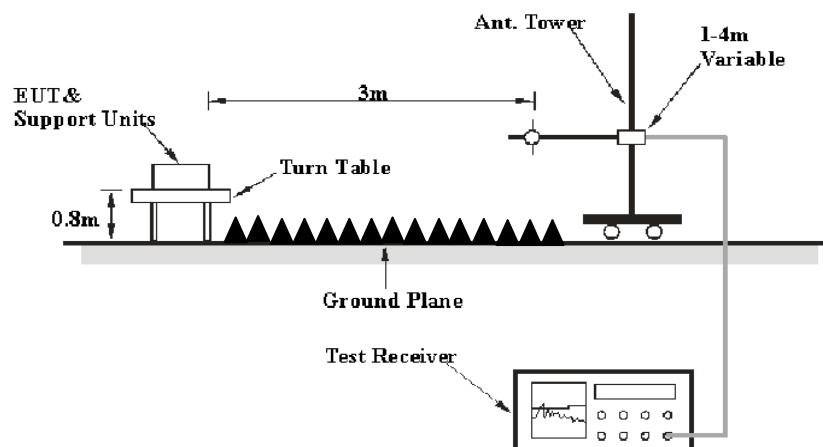 Ant. Tower
1-4m
Variable
3m
EUT&
Support Units
Turn Table
0.8m
Ground Plane
Test Receiver